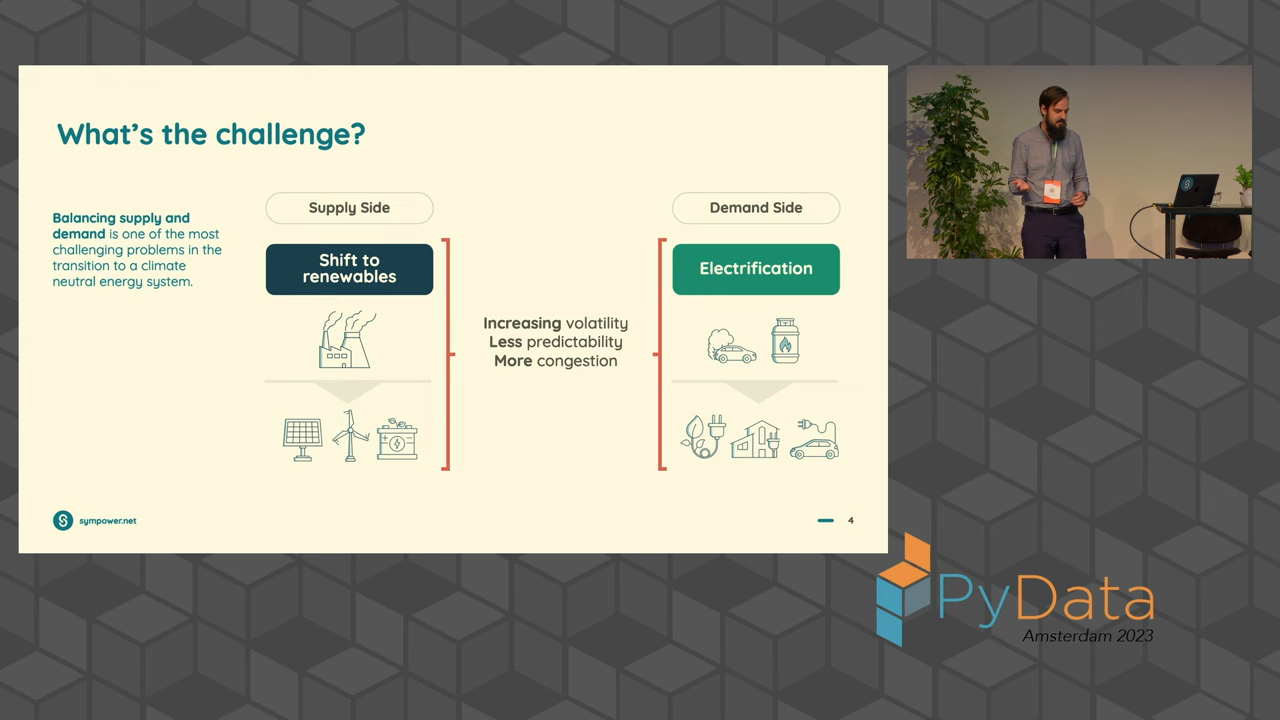 What's the challenge?
Balancing supply and
demand is one of the most
challenging problems in the
transition to a climate
neutral energy system.
Supply Side
Shift to
renewables
Increasing volatility
Less predictability
More congestion
Demand Side
Electrification
sympower.net
4
PyData
Amsterdam 2023